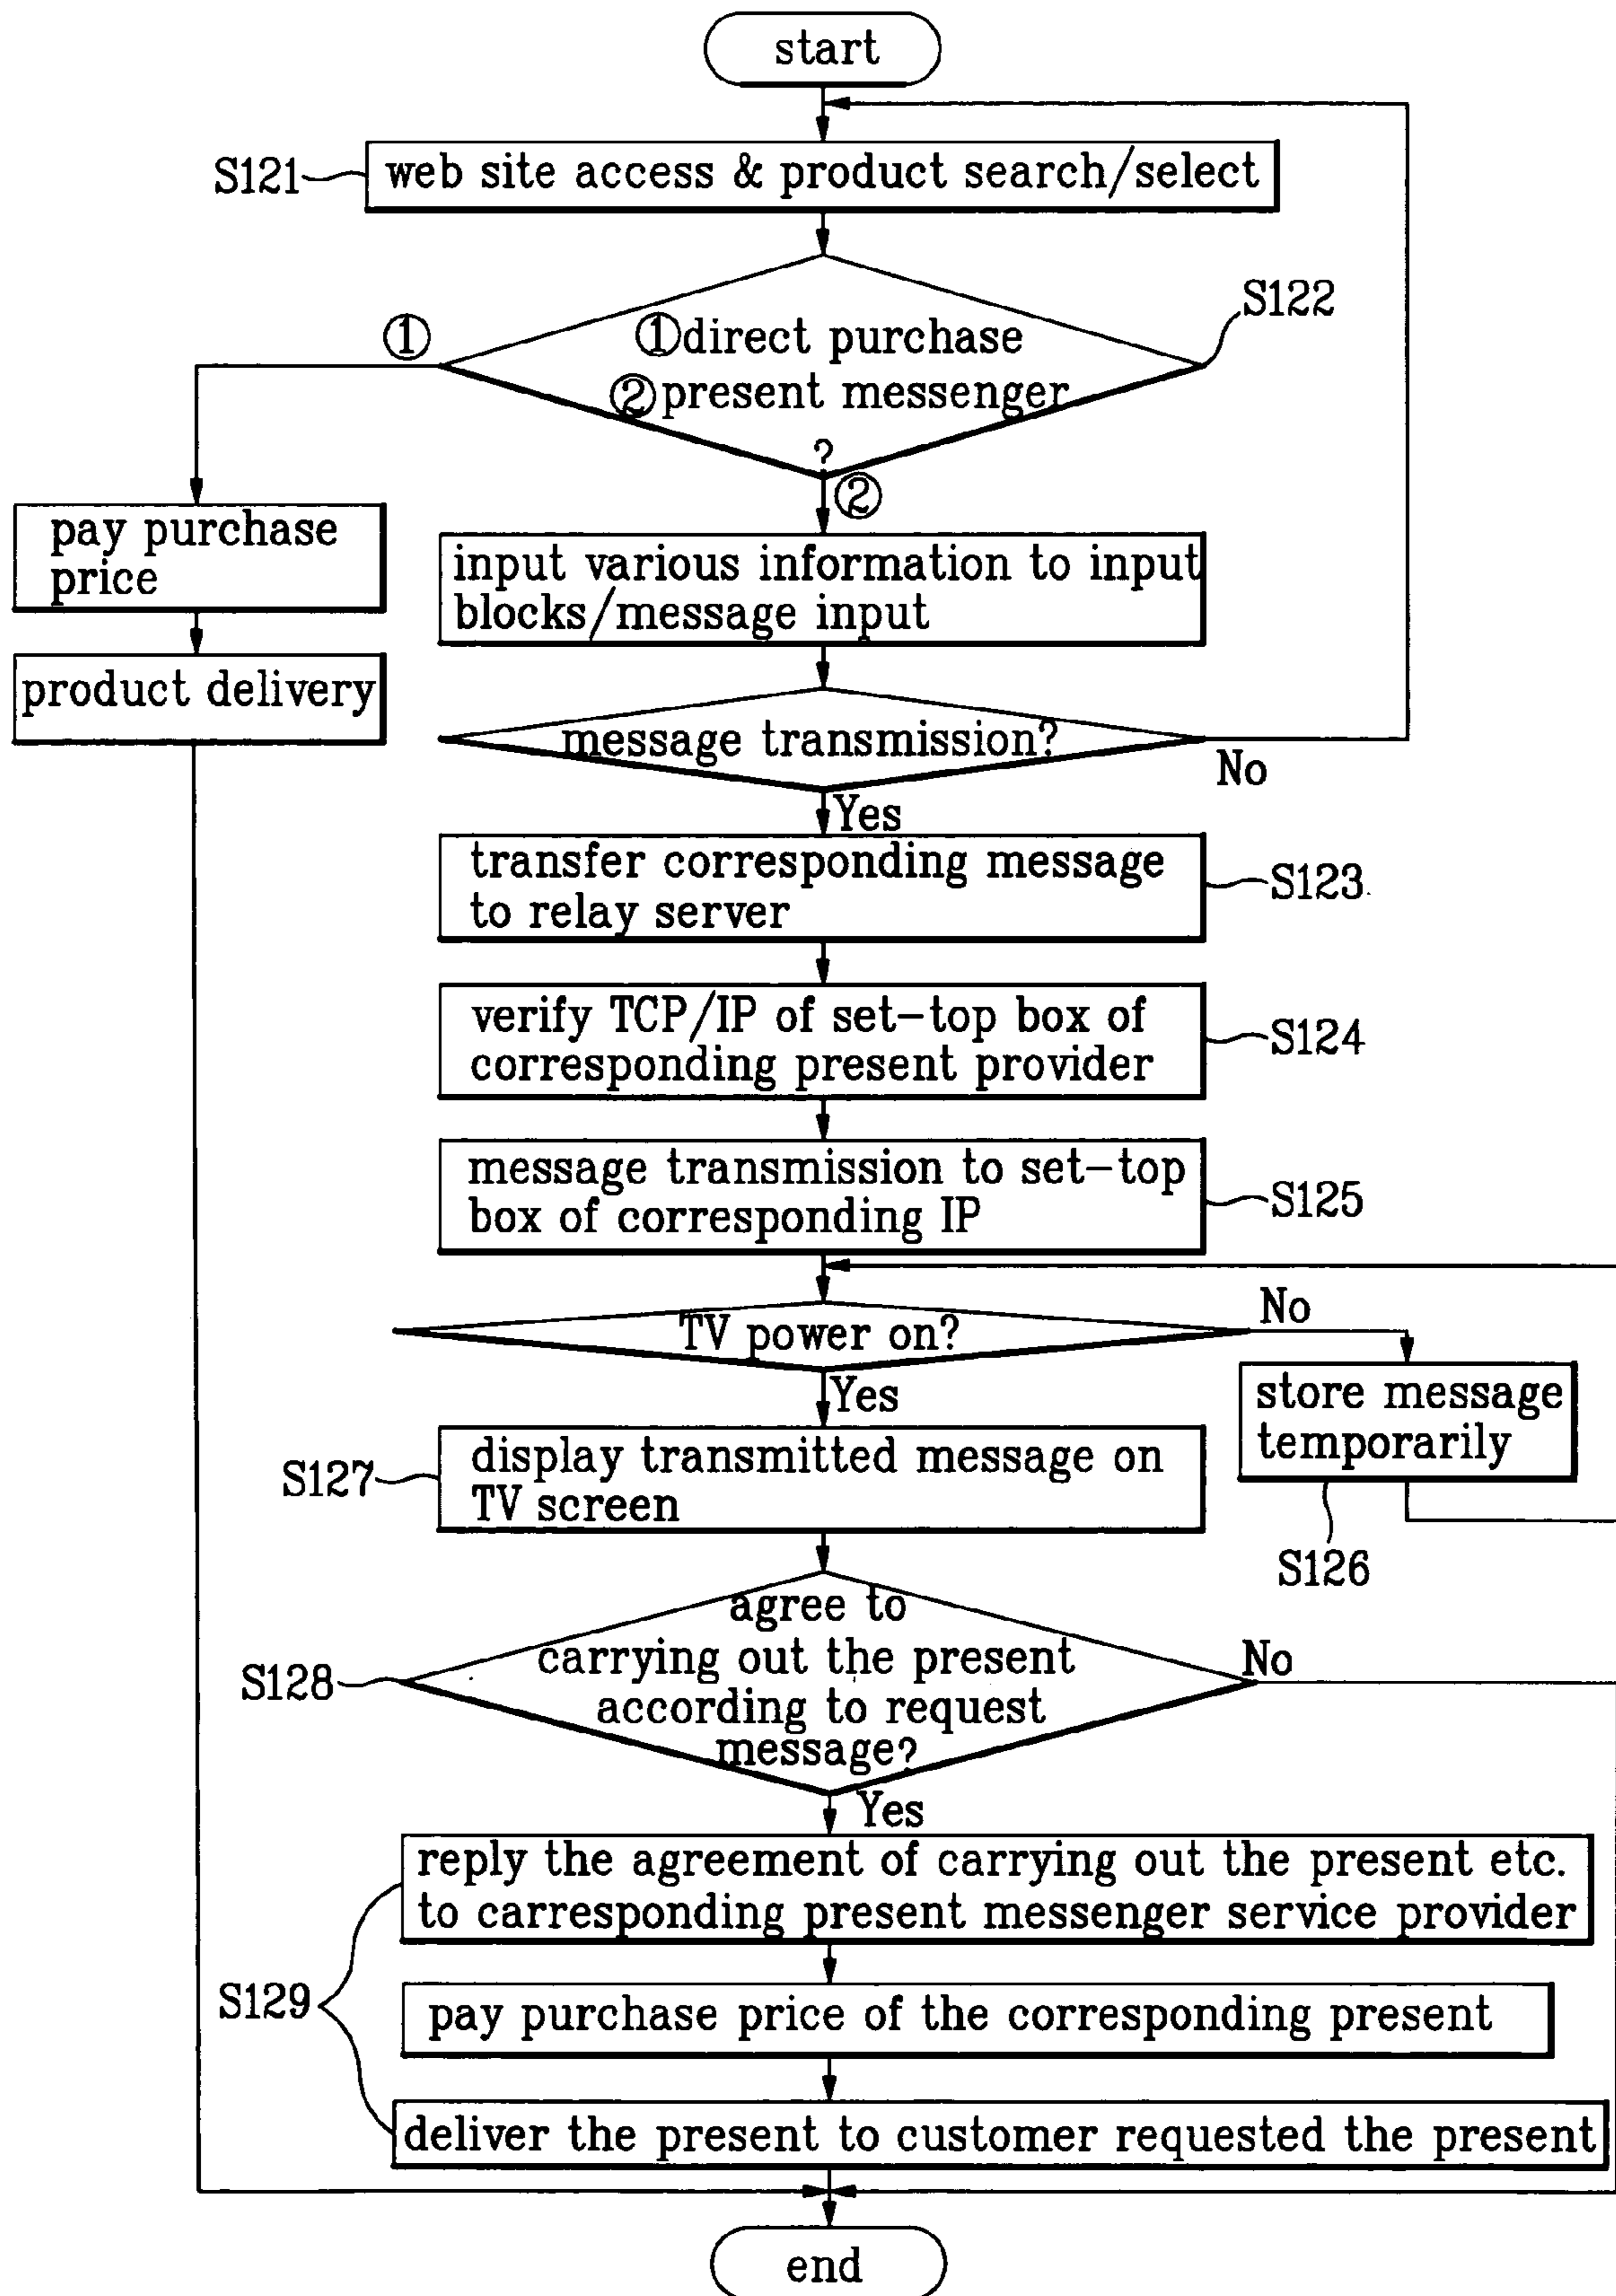 start
S121
web site access & product search/select
S122
①direct purchase
②present messenger
?
①
②
pay purchase
price
product delivery
input various information to input
blocks/message input
message transmission?
No
Yes
transfer corresponding message
to relay server
S123
verify TCP/IP of set-top box of
corresponding present provider
S124
message transmission to set-top
box of corresponding IP
S125
TV power on?
No
Yes
store message
temporarily
S126
S127
display transmitted message on
TV screen
S128
agree to
carrying out the present
according to request
message?
No
Yes
reply the agreement of carrying out the present etc.
to carresponding present messenger service provider
S129
pay purchase price of the corresponding present
deliver the present to customer requested the present
end